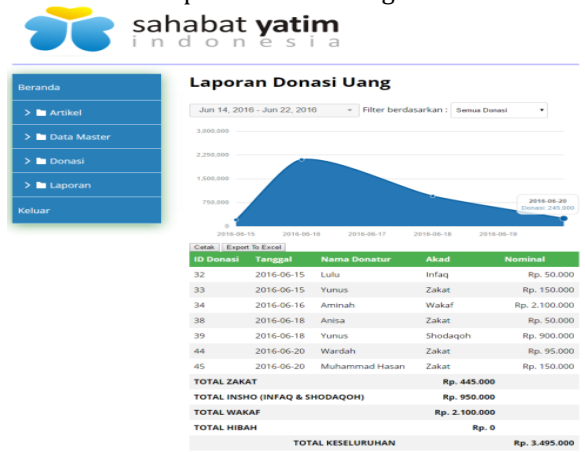 sahabat yatim
indonesia
Beranda
> Artikel
> Data Master
> Donasi
> Laporan
Keluar
Laporan Donasi Uang
Jun 14, 2016 - Jun 22, 2016 Filter berdasarkan : Semua Donasi
3.000.000
2.250.000
1.500.000
750.000
0
2016-06-20
Donasi: 245.000
2016-06-15 2016-06-16 2016-06-17 2016-06-18 2016-06-19
Cetak Export To Excel
ID Donasi Tanggal Nama Donatur Akad Nominal
32 2016-06-15 Lulu Infaq Rp. 50.000
33 2016-06-15 Yunus Zakat Rp. 150.000
34 2016-06-16 Aminah Wakaf Rp. 2.100.000
38 2016-06-18 Anisa Zakat Rp. 50.000
39 2016-06-18 Yunus Shodaqoh Rp. 900.000
44 2016-06-20 Wardah Zakat Rp. 95.000
45 2016-06-20 Muhammad Hasan Zakat Rp. 150.000
TOTAL ZAKAT Rp. 445.000
TOTAL INSHO (INFAQ & SHODAQOH) Rp. 950.000
TOTAL WAKAF Rp. 2.100.000
TOTAL HIBAH Rp. 0
TOTAL KESELURUHAN Rp. 3.495.000